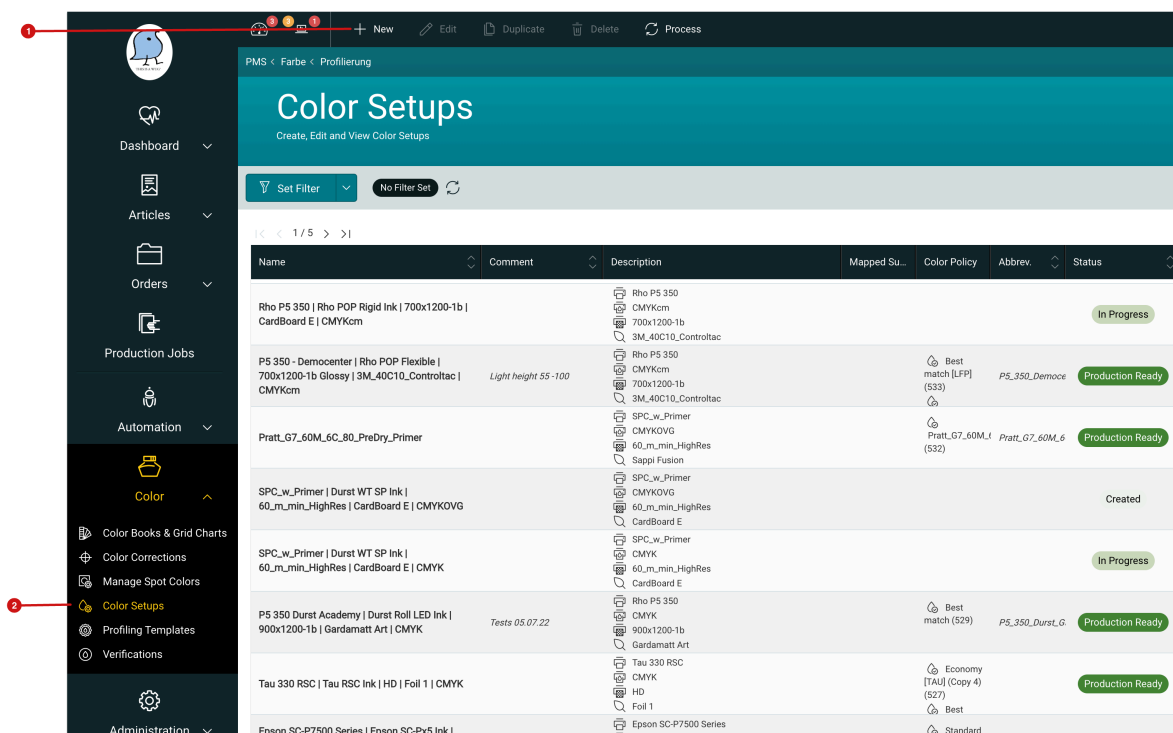 1
3
3
1
New
Edit
Duplicate
Delete
Process
PMS < Farbe < Profilierung
Color Setups
Create, Edit and View Color Setups
Dashboard
Articles
Orders
Production Jobs
Automation
Color
Color Books & Grid Charts
Color Corrections
Manage Spot Colors
2
Color Setups
Profiling Templates
Verifications
Administration
Set Filter
No Filter Set
1 / 5
Name
Comment
Description
Mapped Su...
Color Policy
Abbrev.
Status
Rho P5 350 | Rho POP Rigid Ink | 700x1200-1b |
CardBoard E | CMYKcm
Rho P5 350
CMYKcm
700x1200-1b
3M_40C10_Controltac
In Progress
P5 350 - Democenter | Rho POP Flexible |
700x1200-1b Glossy | 3M_40C10_Controltac |
CMYKcm
Light height 55 -100
Rho P5 350
CMYKcm
700x1200-1b
3M_40C10_Controltac
Best
match [LFP]
(533)
P5_350_Democe
Production Ready
Pratt_G7_60M_6C_80_PreDry_Primer
SPC_w_Primer
CMYKOVG
60_m_min_HighRes
Sappi Fusion
Pratt_G7_60M_(
(532)
Pratt_G7_60M_6
Production Ready
SPC_w_Primer | Durst WT SP Ink |
60_m_min_HighRes | CardBoard E | CMYKOVG
SPC_w_Primer
CMYKOVG
60_m_min_HighRes
CardBoard E
Created
SPC_w_Primer | Durst WT SP Ink |
60_m_min_HighRes | CardBoard E | CMYK
SPC_w_Primer
CMYK
60_m_min_HighRes
CardBoard E
In Progress
P5 350 Durst Academy | Durst Roll LED Ink |
900x1200-1b | Gardamatt Art | CMYK
Tests 05.07.22
Rho P5 350
CMYK
900x1200-1b
Gardamatt Art
Best
match (529)
P5_350_Durst_G.
Production Ready
Tau 330 RSC | Tau RSC Ink | HD | Foil 1 | CMYK
Tau 330 RSC
CMYK
HD
Foil 1
Economy
[TAU] (Copy 4)
(527)
Best
Production Ready
Epson SC-P7500 Series | Epson SC-Px5 Ink |
Epson SC-P7500 Series
Standard